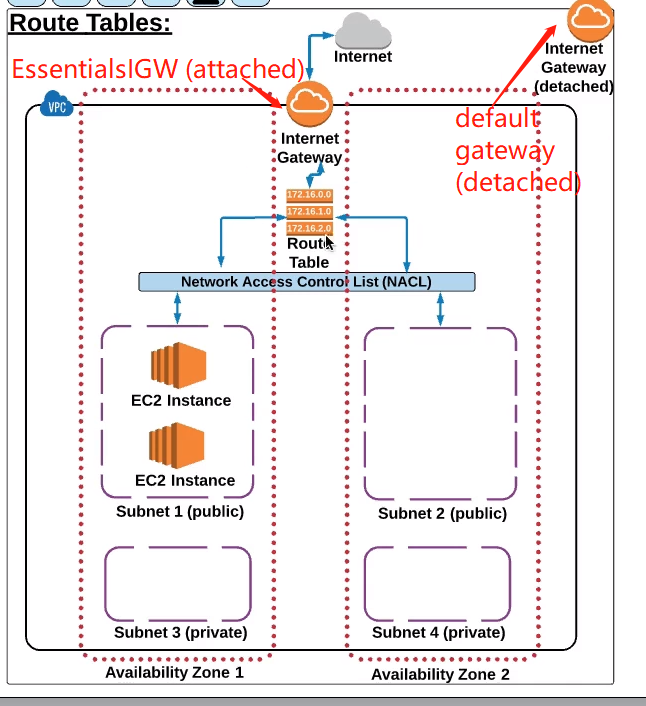 Route Tables:
Internet
Internet
Gateway
(detached)
EssentialsIGW (attached)
default
gateway
(detached)
VPC
Internet
Gateway
172.16.0.0
172.16.1.0
172.16.2.0
Route
Table
Network Access Control List (NACL)
EC2 Instance
EC2 Instance
Subnet 1 (public)
Subnet 2 (public)
Subnet 3 (private)
Subnet 4 (private)
Availability Zone 1
Availability Zone 2